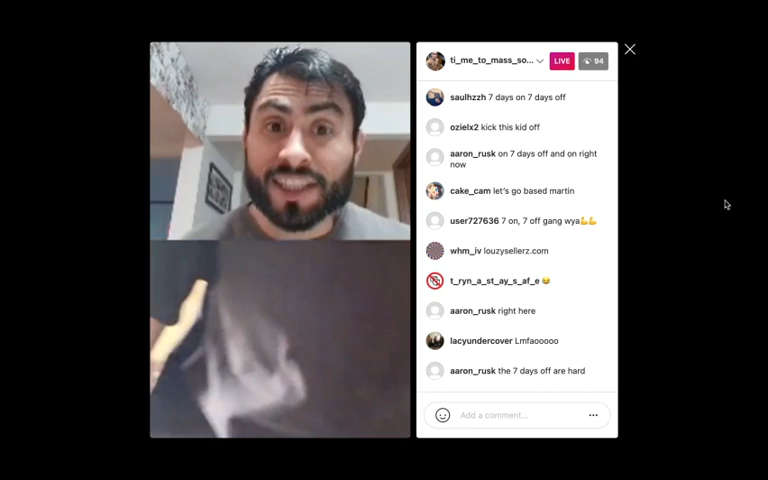 ti_me_to_mass_so...
LIVE
94
saulhzzh 7 days on 7 days off
ozielx2 kick this kid off
aaron_rusk on 7 days off and on right
now
cake_cam let's go based martin
user727636 7 on, 7 off gang wya💪💪
whm_iv louzysellerz.com
t_ryn_a_st_ay_s_af_e 😂
aaron_rusk right here
lacyundercover Lmfaooooo
aaron_rusk the 7 days off are hard
Add a comment...